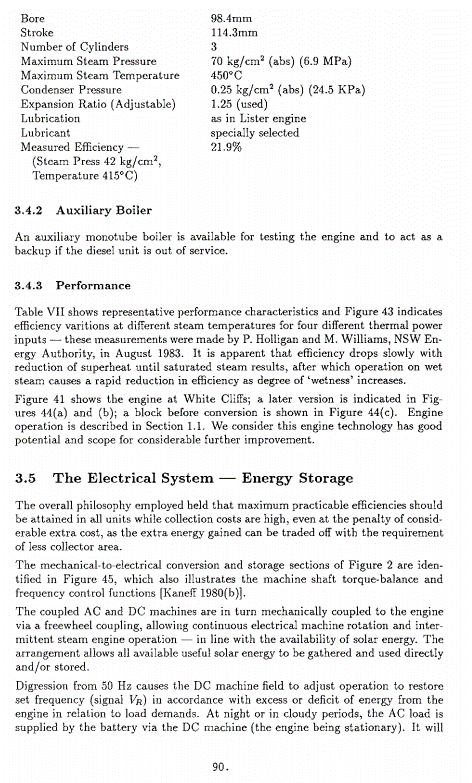 Bore 98.4mm
Stroke 114.3mm
Number of Cylinders 3
Maximum Steam Pressure 70 kg/cm² (abs) (6.9 MPa)
Maximum Steam Temperature 450°C
Condenser Pressure 0.25 kg/cm² (abs) (24.5 KPa)
Expansion Ratio (Adjustable) 1.25 (used)
Lubrication as in Lister engine
Lubricant specially selected
Measured Efficiency — 21.9%
(Steam Press 42 kg/cm²,
Temperature 415°C)
3.4.2 Auxiliary Boiler
An auxiliary monotube boiler is available for testing the engine and to act as a
backup if the diesel unit is out of service.
3.4.3 Performance
Table VII shows representative performance characteristics and Figure 43 indicates
efficiency varitions at different steam temperatures for four different thermal power
inputs — these measurements were made by P. Holligan and M. Williams, NSW En-
ergy Authority, in August 1983. It is apparent that efficiency drops slowly with
reduction of superheat until saturated steam results, after which operation on wet
steam causes a rapid reduction in efficiency as degree of 'wetness' increases.
Figure 41 shows the engine at White Cliffs; a later version is indicated in Fig-
ures 44(a) and (b); a block before conversion is shown in Figure 44(c). Engine
operation is described in Section 1.1. We consider this engine technology has good
potential and scope for considerable further improvement.
3.5 The Electrical System — Energy Storage
The overall philosophy employed held that maximum practicable efficiencies should
be attained in all units while collection costs are high, even at the penalty of consid-
erable extra cost, as the extra energy gained can be traded off with the requirement
of less collector area.
The mechanical-to-electrical conversion and storage sections of Figure 2 are iden-
tified in Figure 45, which also illustrates the machine shaft torque-balance and
frequency control functions [Kaneff 1980(b)].
The coupled AC and DC machines are in turn mechanically coupled to the engine
via a freewheel coupling, allowing continuous electrical machine rotation and inter-
mittent steam engine operation — in line with the availability of solar energy. The
arrangement allows all available useful solar energy to be gathered and used directly
and/or stored.
Digression from 50 Hz causes the DC machine field to adjust operation to restore
set frequency (signal V_R) in accordance with excess or deficit of energy from the
engine in relation to load demands. At night or in cloudy periods, the AC load is
supplied by the battery via the DC machine (the engine being stationary). It will
90.